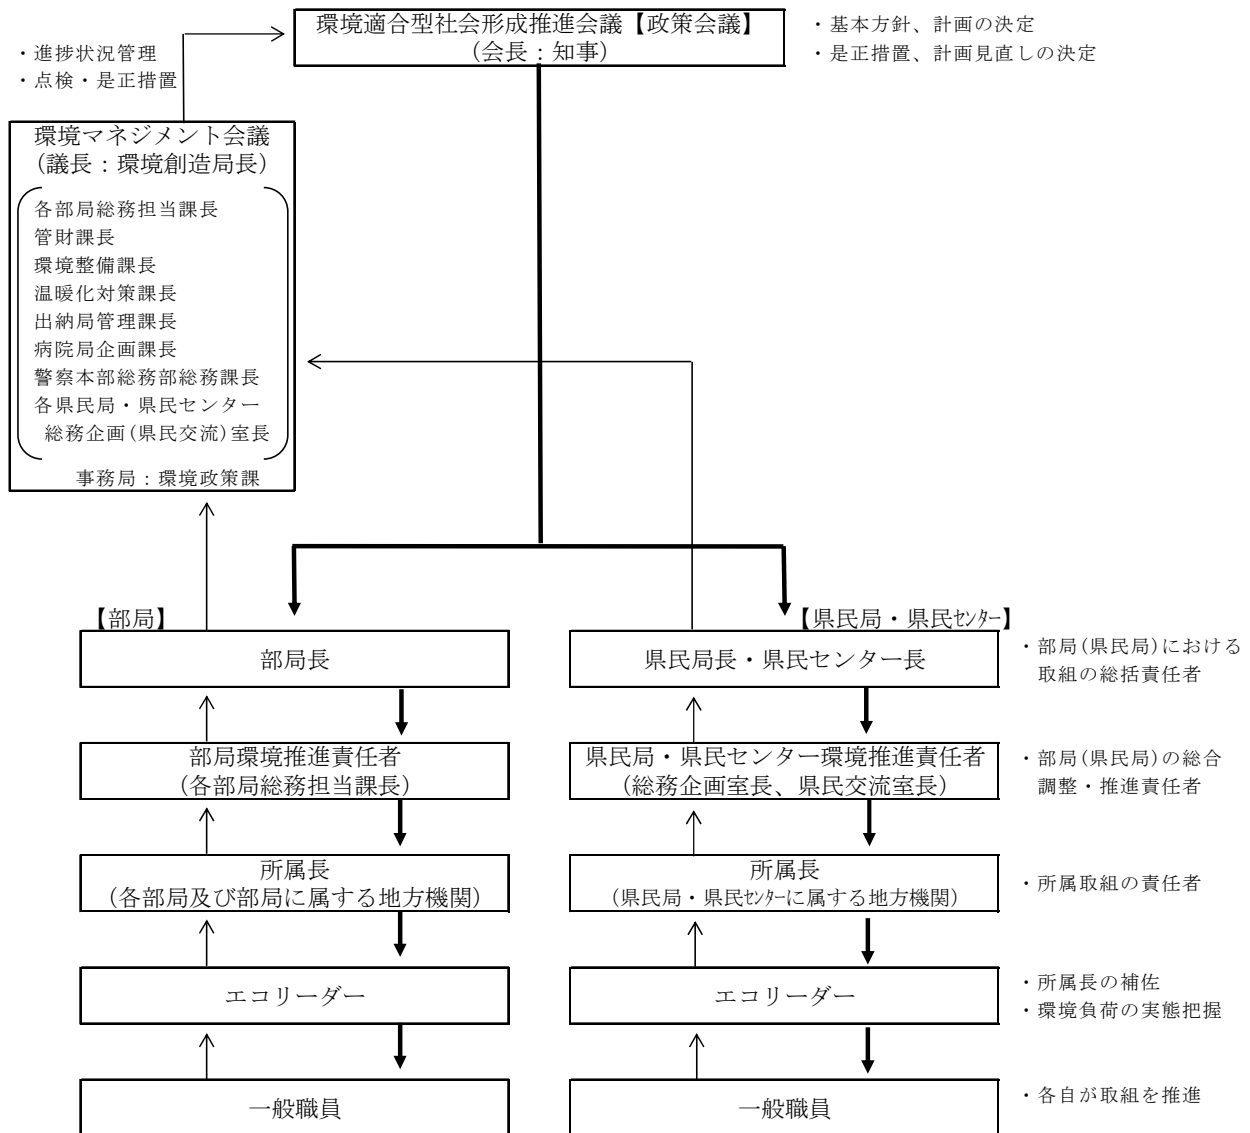 環境適合型社会形成推進会議【政策会議】
(会長：知事)
・基本方針、計画の決定
・是正措置、計画見直しの決定
・進捗状況管理
・点検・是正措置
環境マネジメント会議
(議長：環境創造局長)
各部局総務担当課長
管財課長
環境整備課長
温暖化対策課長
出納局管理課長
病院局企画課長
警察本部総務部総務課長
各県民局・県民センター
総務企画(県民交流)室長
事務局：環境政策課
【部局】
部局長
部局環境推進責任者
(各部局総務担当課長)
所属長
(各部局及び部局に属する地方機関)
エコリーダー
一般職員
【県民局・県民ｾﾝﾀｰ】
県民局長・県民センター長
県民局・県民センター環境推進責任者
(総務企画室長、県民交流室長)
所属長
(県民局・県民ｾﾝﾀｰに属する地方機関)
エコリーダー
一般職員
・部局(県民局)における
取組の総括責任者
・部局(県民局)の総合
調整・推進責任者
・所属取組の責任者
・所属長の補佐
・環境負荷の実態把握
・各自が取組を推進